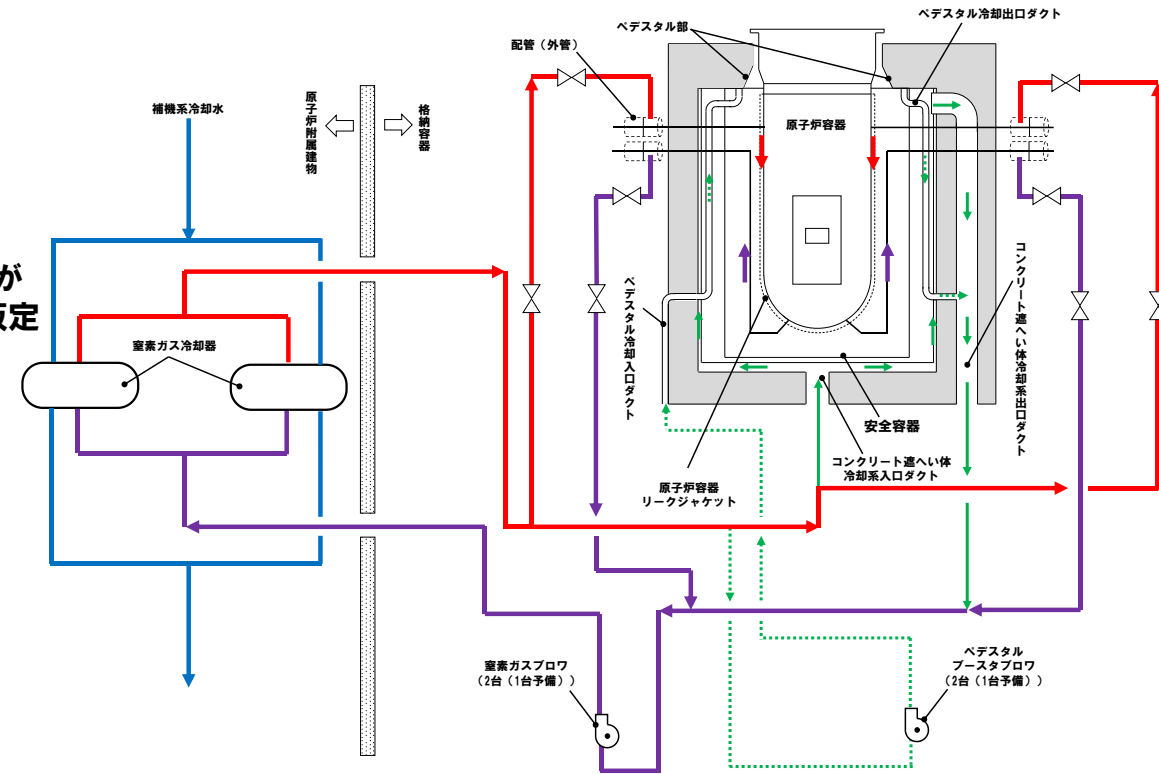 ペデスタル冷却出口ダクト
ペデスタル部
配管（外管）
補機系冷却水
原子炉附属建物
格納容器
原子炉容器
が
定
窒素ガス冷却器
ペデスタル冷却入口ダクト
コンクリート遮へい体冷却系出口ダクト
安全容器
コンクリート遮へい体
冷却系入口ダクト
原子炉容器
リークジャケット
窒素ガスブロワ
（2台（1台予備））
ペデスタル
ブースタブロワ
（2台（1台予備））